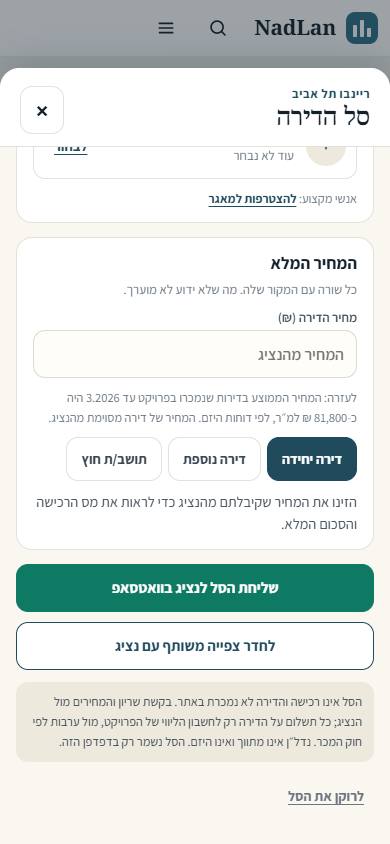 NadLan
ריינבו תל אביב
סל הדירה
×
לבחור
עוד לא נבחר
אנשי מקצוע: להצטרפות למאגר
המחיר המלא
כל שורה עם המקור שלה. מה שלא ידוע לא מוערך.
מחיר הדירה (₪)
המחיר מהנציג
לעזרה: המחיר הממוצע בדירות שנמכרו בפרויקט עד 3.2026 היה
כ-81,800 ₪ למ״ר, לפי דוחות היזם. המחיר של דירה מסוימת מהנציג.
דירה יחידה
דירה נוספת
תושב/ת חוץ
הזינו את המחיר שקיבלתם מהנציג כדי לראות את מס הרכישה
והסכום המלא.
שליחת הסל לנציג בוואטסאפ
לחדר צפייה משותף עם נציג
הסל אינו רכישה והדירה לא נמכרת באתר. בקשת שריון והמחירים מול
הנציג; כל תשלום על הדירה רק לחשבון הליווי של הפרויקט, מול ערבות לפי
חוק המכר. נדל״ן אינו מתווך ואינו היזם. הסל נשמר רק בדפדפן הזה.
לרוקן את הסל